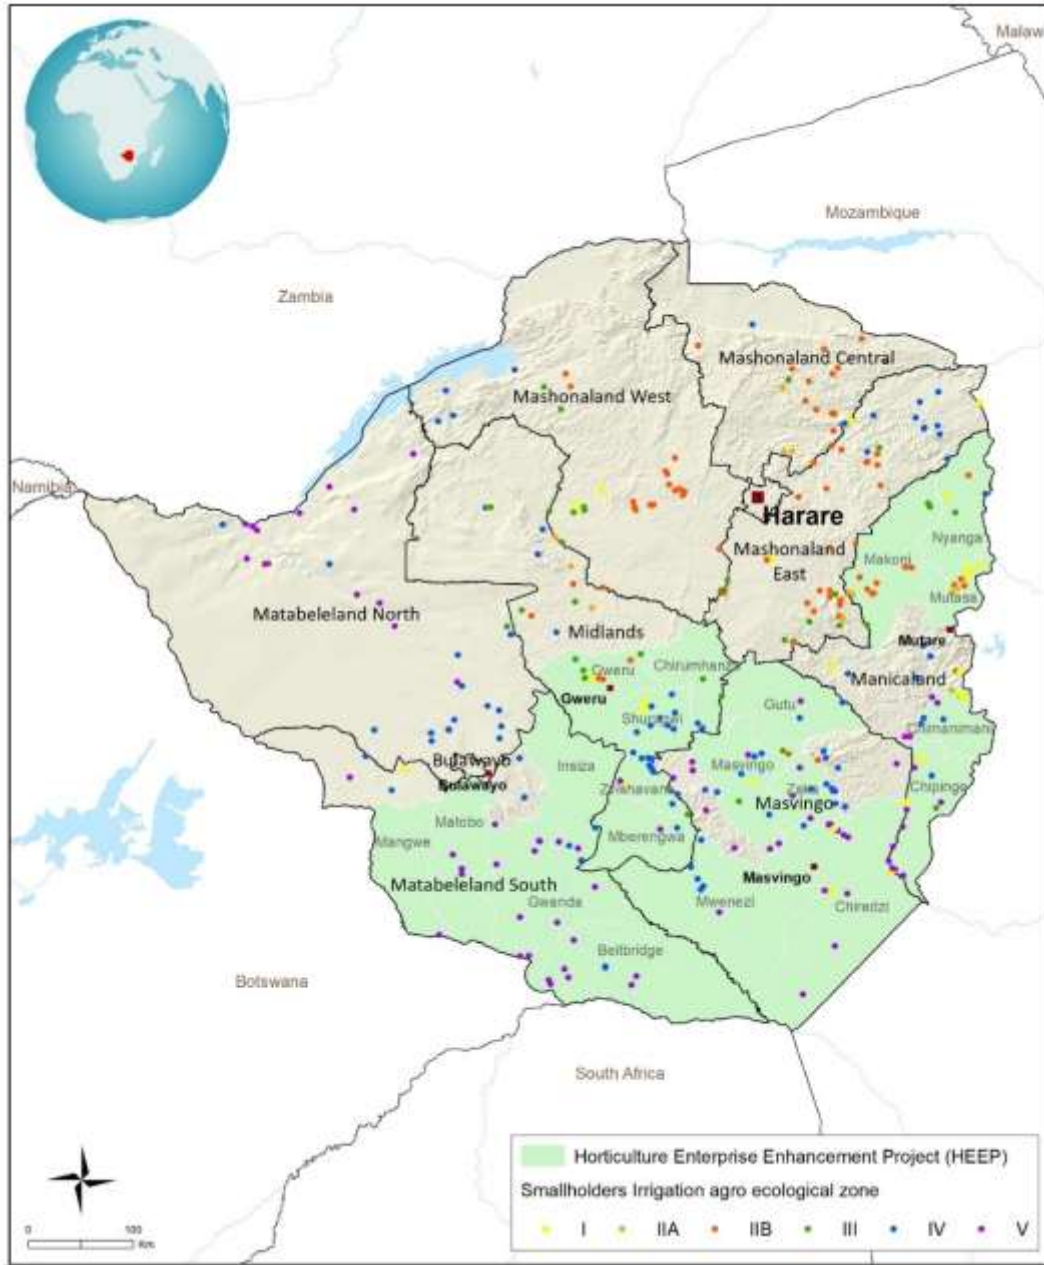 Malaw
Mozambique
Zambia
Mashonaland Central
Mashonaland West
Namibia
Harare
Mashonaland
East
Nyanga
Makoni
Mutasa
Matabeleland North
Midlands
Mutare
Manicaland
Gweru
Chirumhanzi
Gweru
Gutu
Shurugwi
Chimanimani
Bulawayo
Bulawayo
Insiza
Masvingo
Zvishavane
Zaka
Masvingo
Chipinge
Matobo
Mangwe
Mberengwa
Masvingo
Matabeleland South
Gwanda
Mwenezi
Chiredzi
Beitbridge
Botswana
South Africa
Horticulture Enterprise Enhancement Project (HEEP)
Smallholders Irrigation agro ecological zone
I IIA IIB III IV V
0 100
Km